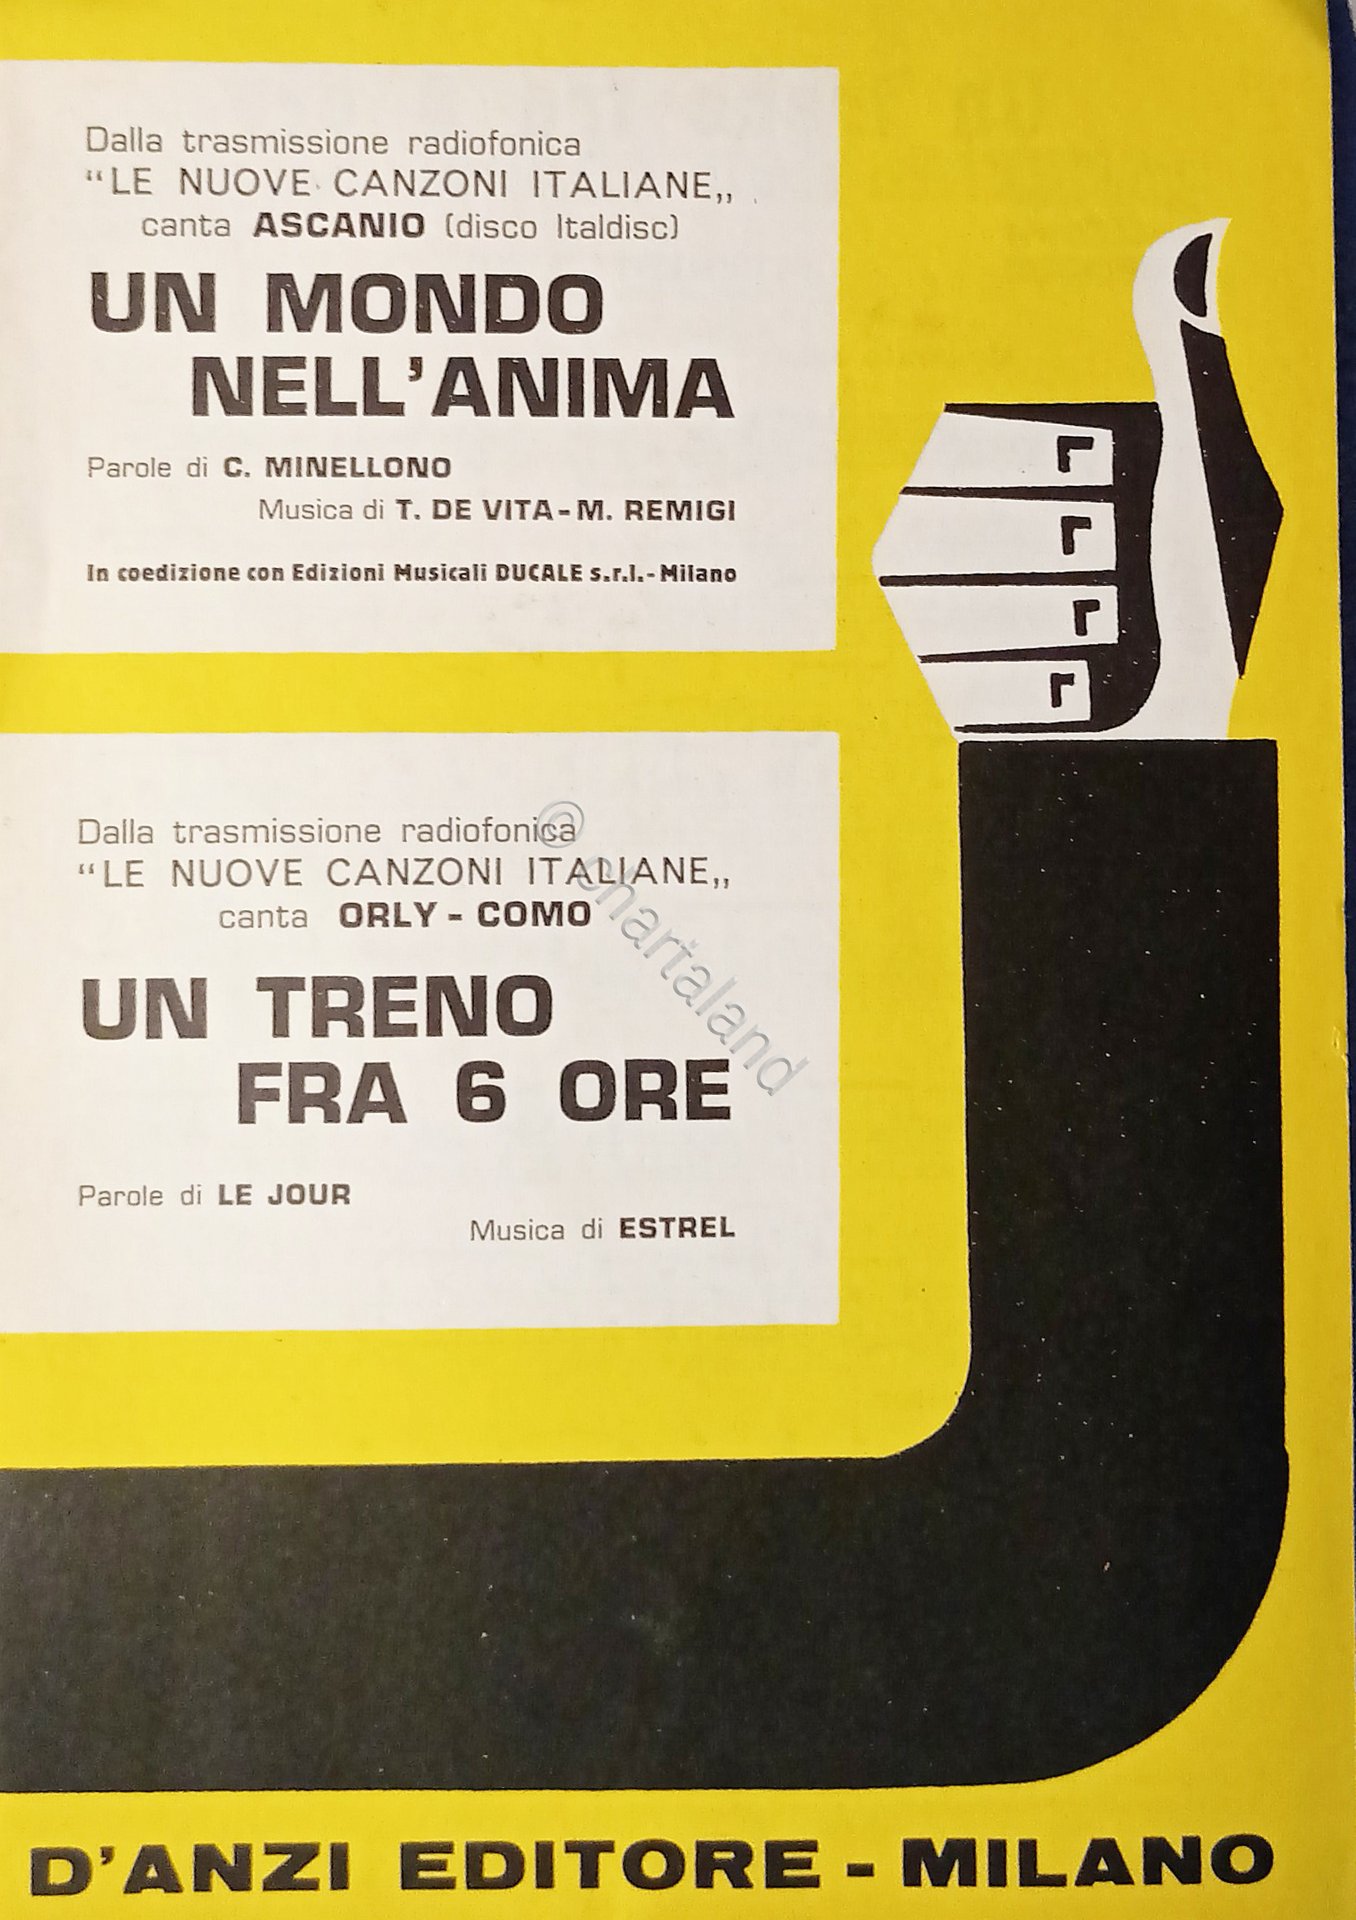 Dalla trasmissione radiofonica
“LE NUOVE CANZONI ITALIANE„
canta ASCANIO (disco Italdisc)
UN MONDO
NELL'ANIMA
Parole di C. MINELLONO
Musica di T. DE VITA - M. REMIGI
In coedizione con Edizioni Musicali DUCALE s.r.l. - Milano
Dalla trasmissione radiofonica
“LE NUOVE CANZONI ITALIANE„
canta ORLY - COMO
UN TRENO
FRA 6 ORE
Parole di LE JOUR
Musica di ESTREL
© chartaland
D'ANZI EDITORE - MILANO